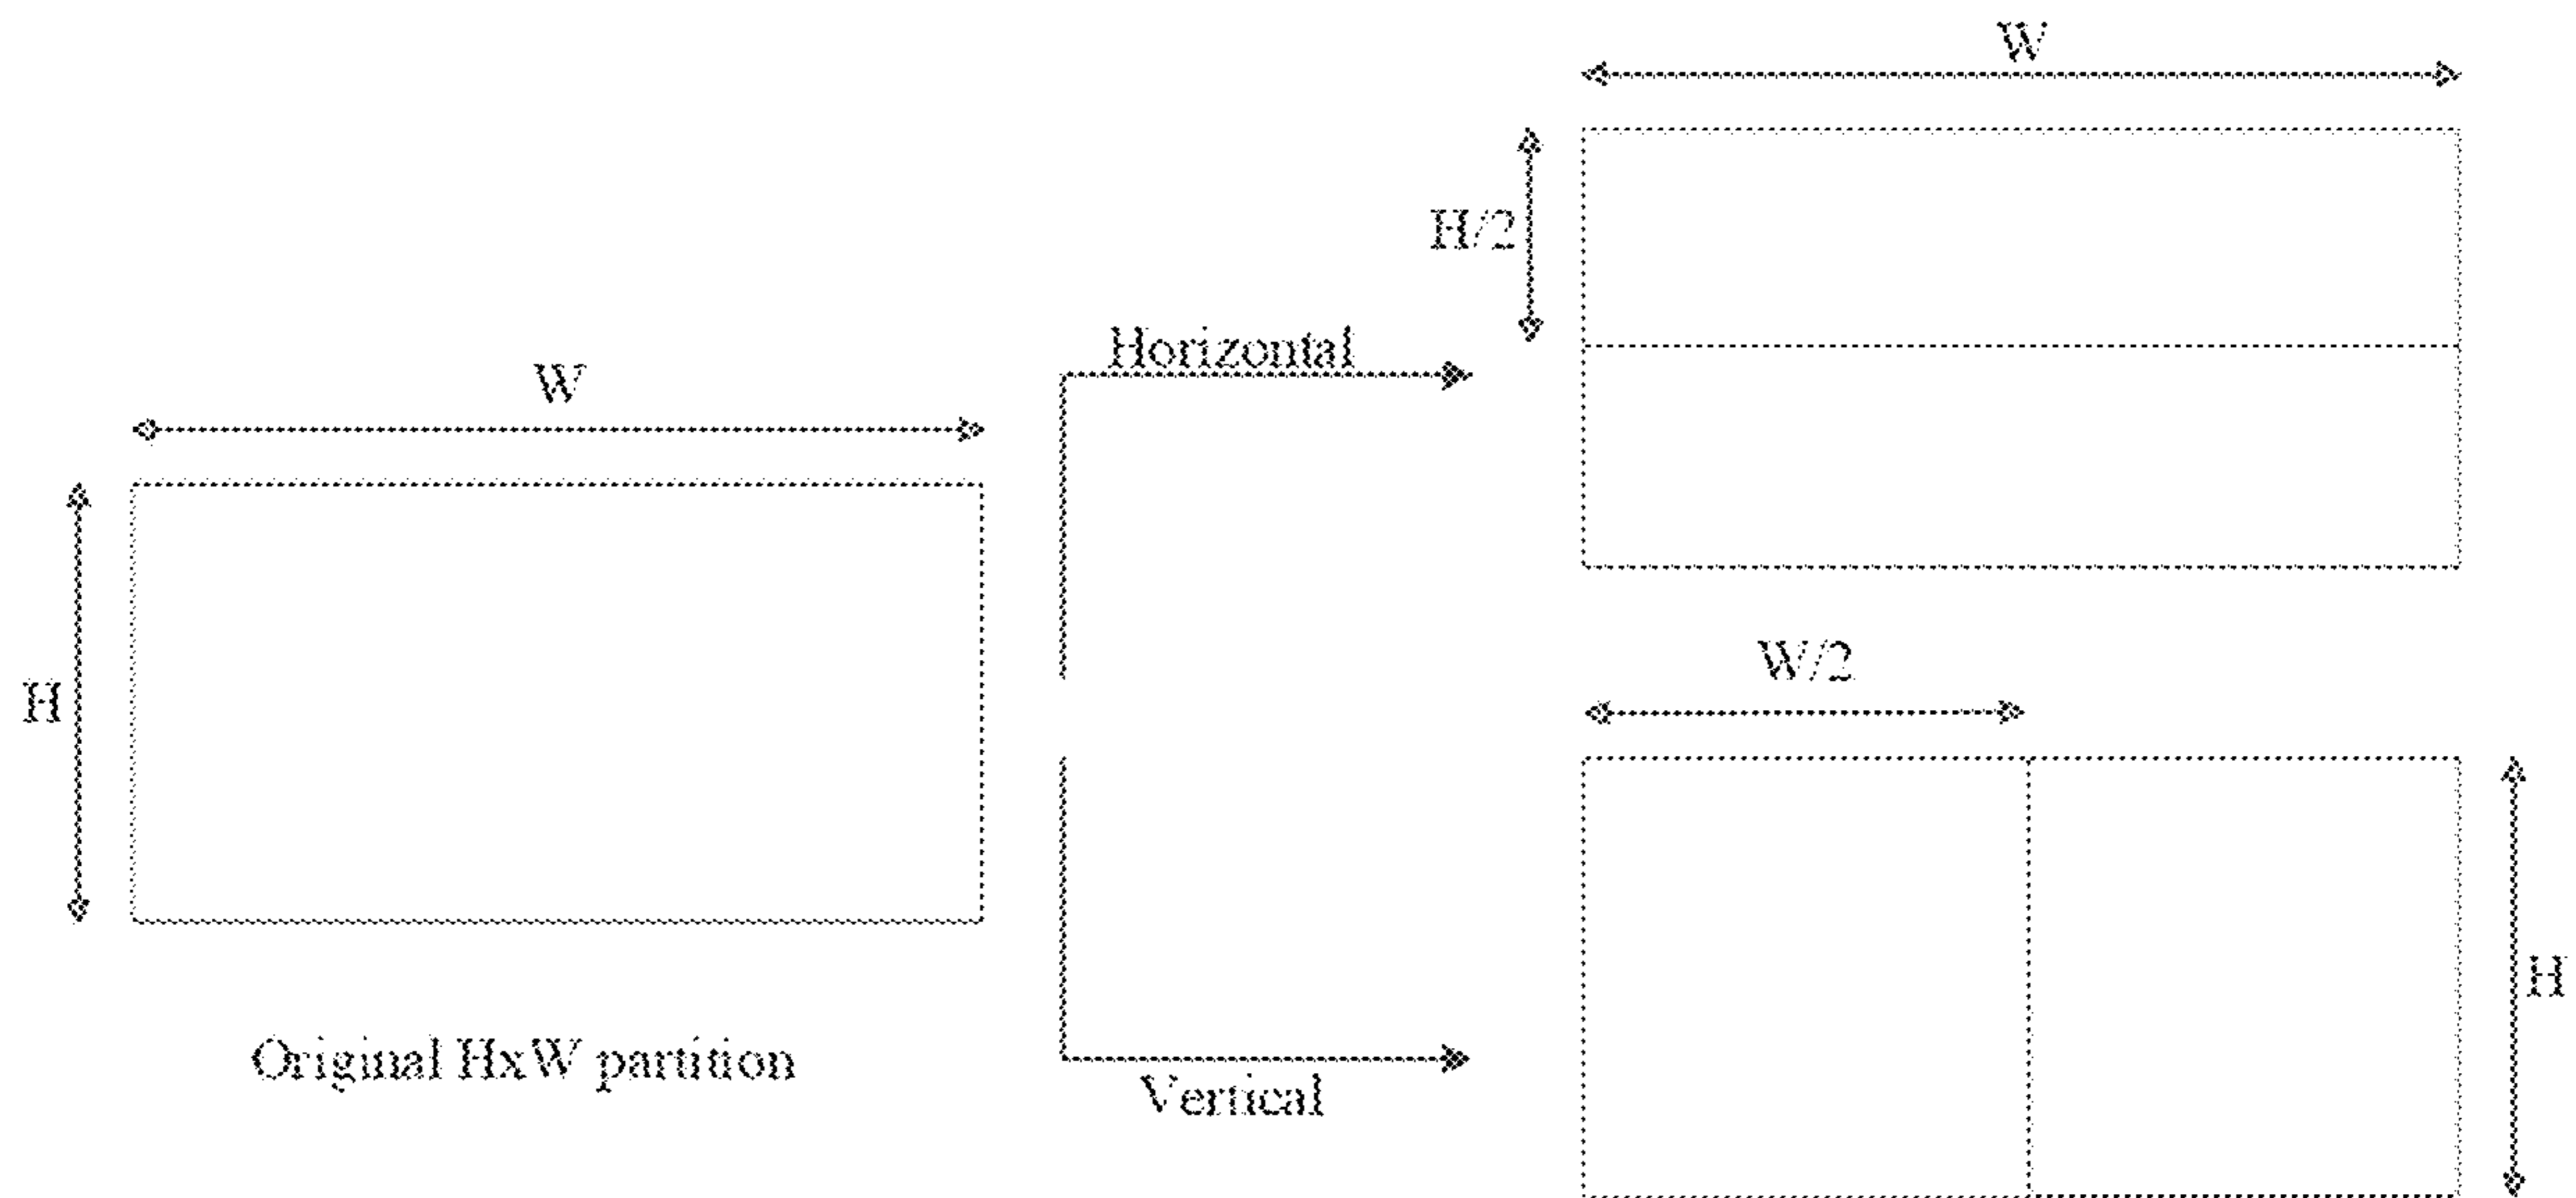 W
H/2
Horizontal
W
H
W/2
H
Original HxW partition
Vertical